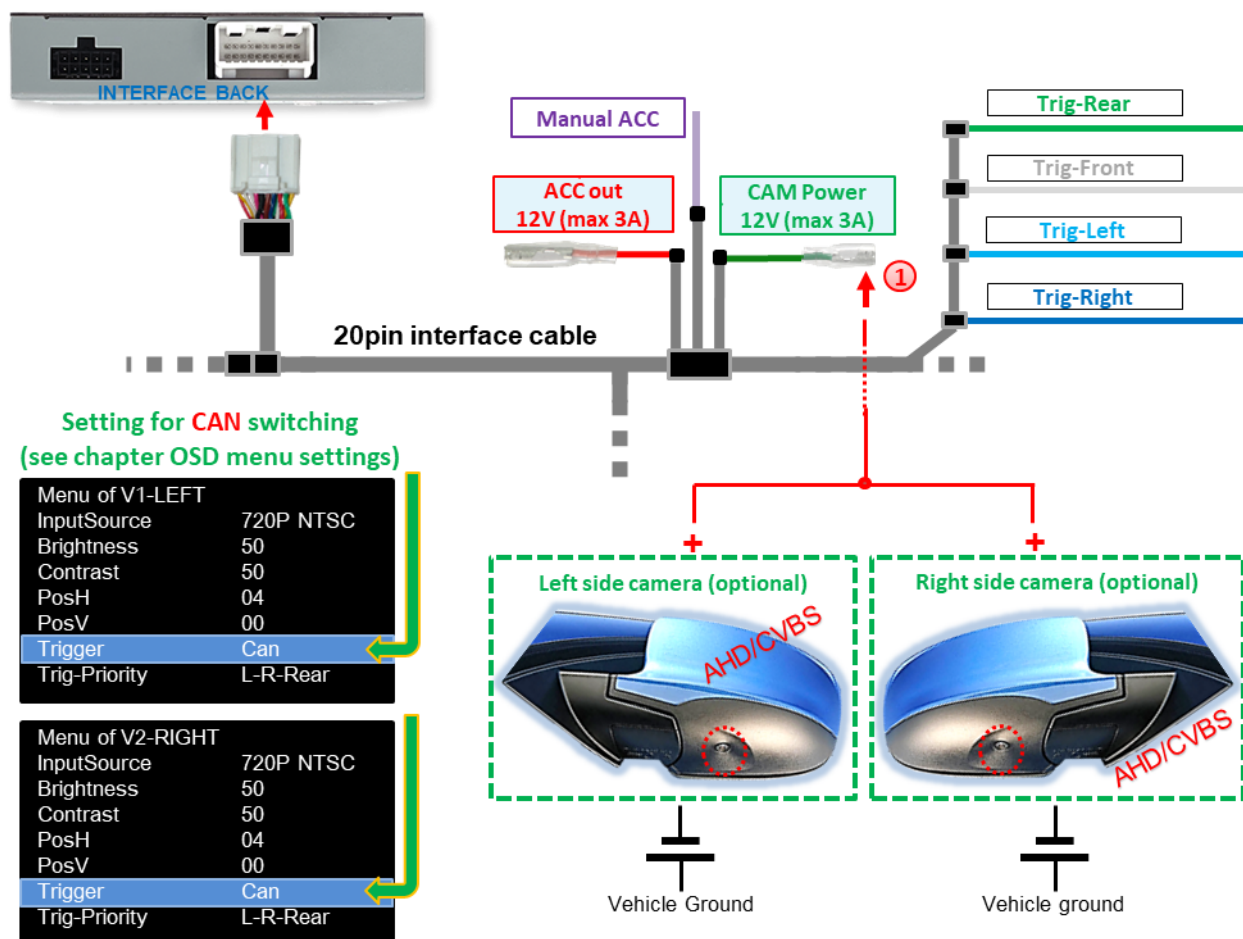 INTERFACE BACK
Manual ACC
ACC out
12V (max 3A)
CAM Power
12V (max 3A)
Trig-Rear
Trig-Front
Trig-Left
Trig-Right
1
20pin interface cable
Setting for CAN switching
(see chapter OSD menu settings)
Menu of V1-LEFT
InputSource 720P NTSC
Brightness 50
Contrast 50
PosH 04
PosV 00
Trigger Can
Trig-Priority L-R-Rear
Menu of V2-RIGHT
InputSource 720P NTSC
Brightness 50
Contrast 50
PosH 04
PosV 00
Trigger Can
Trig-Priority L-R-Rear
+
+
Left side camera (optional)
AHD/CVBS
Right side camera (optional)
AHD/CVBS
Vehicle Ground
Vehicle ground